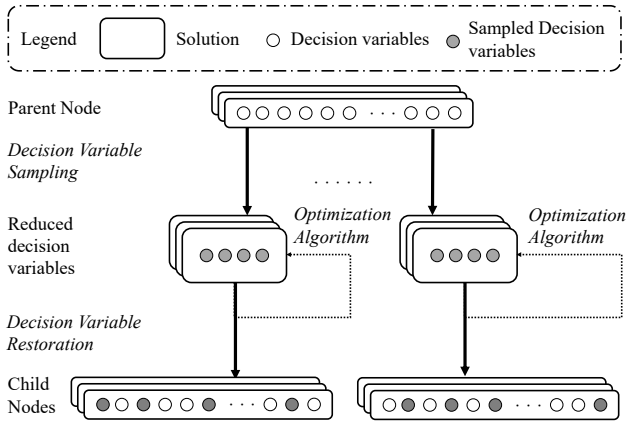 Legend
Solution
Decision variables
Sampled Decision
variables
Parent Node
· · ·
Decision Variable
Sampling
· · · · · ·
Reduced
decision
variables
Optimization
Algorithm
Optimization
Algorithm
Decision Variable
Restoration
Child
Nodes
· · ·
· · ·